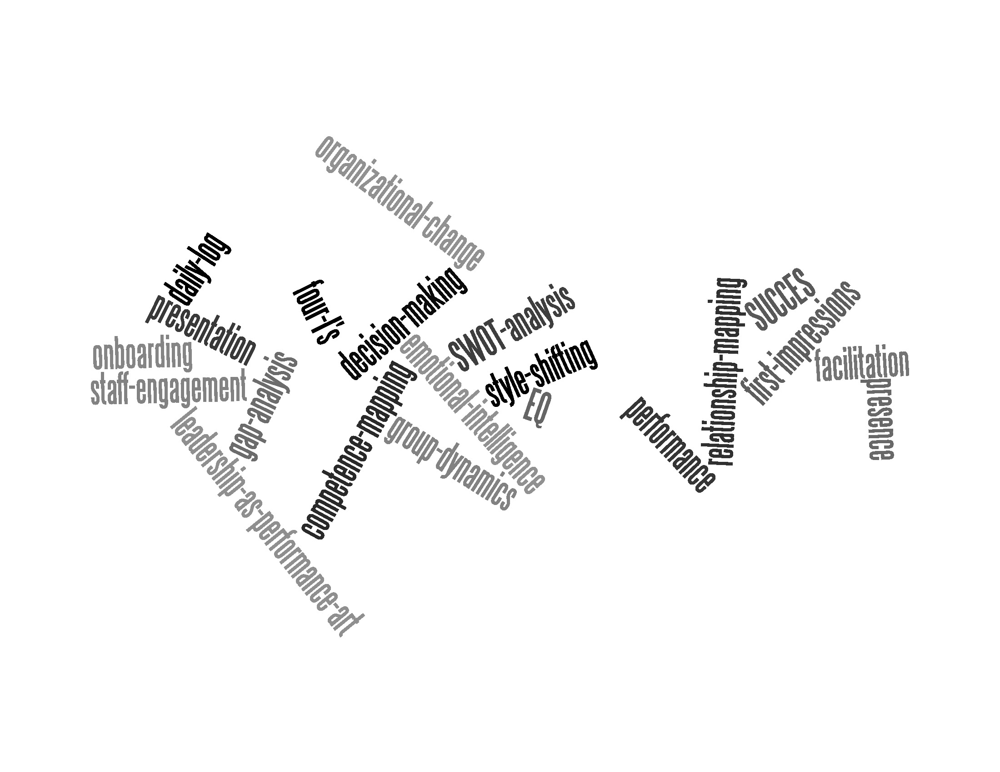 organizational-change
daily-log
presentation
onboarding
staff-engagement
gap-analysis
leadership-as-performance-art
four-I's
decision-making
competence-mapping
emotional-intelligence
group-dynamics
SWOT-analysis
style-shifting
EQ
performance
relationship-mapping
SUCCES
first-impressions
facilitation
presence